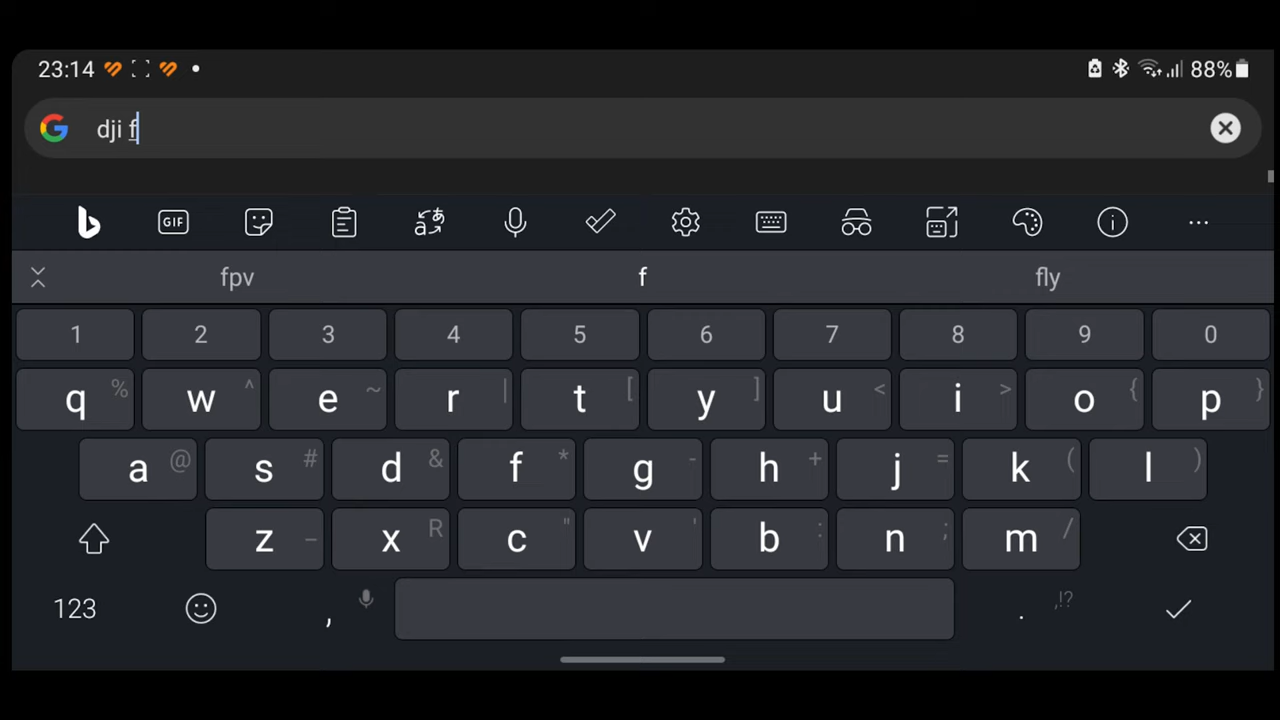 23:14 88%
dji f
GIF
fpv f fly
1 2 3 4 5 6 7 8 9 0
q % w ^ e ~ r | t [ y ] u < i > o { p }
a @ s # d & f * g - h + j = k ( l )
z _ x R c " v ' b : n ; m /
123 , . ,!?